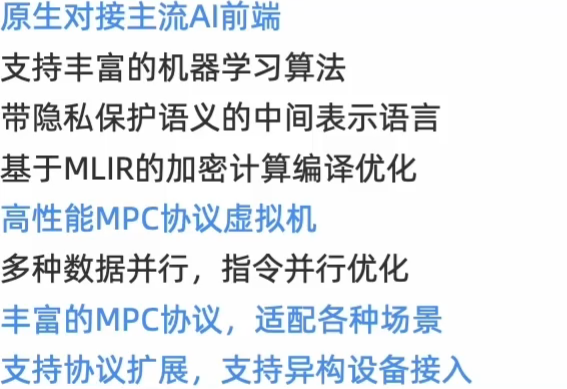 原生对接主流AI前端
支持丰富的机器学习算法
带隐私保护语义的中间表示语言
基于MLIR的加密计算编译优化
高性能MPC协议虚拟机
多种数据并行，指令并行优化
丰富的MPC协议，适配各种场景
支持协议扩展，支持异构设备接入